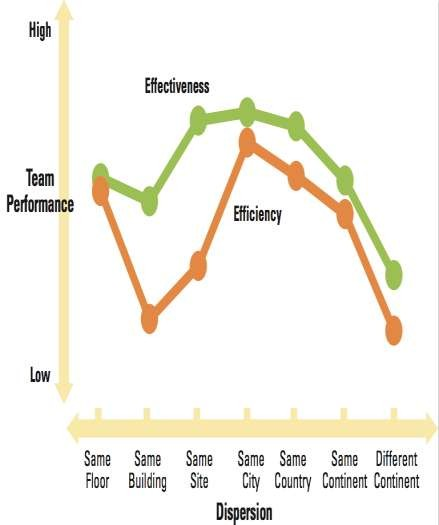 High
Effectiveness
Team
Performance
Efficiency
Low
Same Same Same Same Same Same Different
Floor Building Site City Country Continent Continent
Dispersion